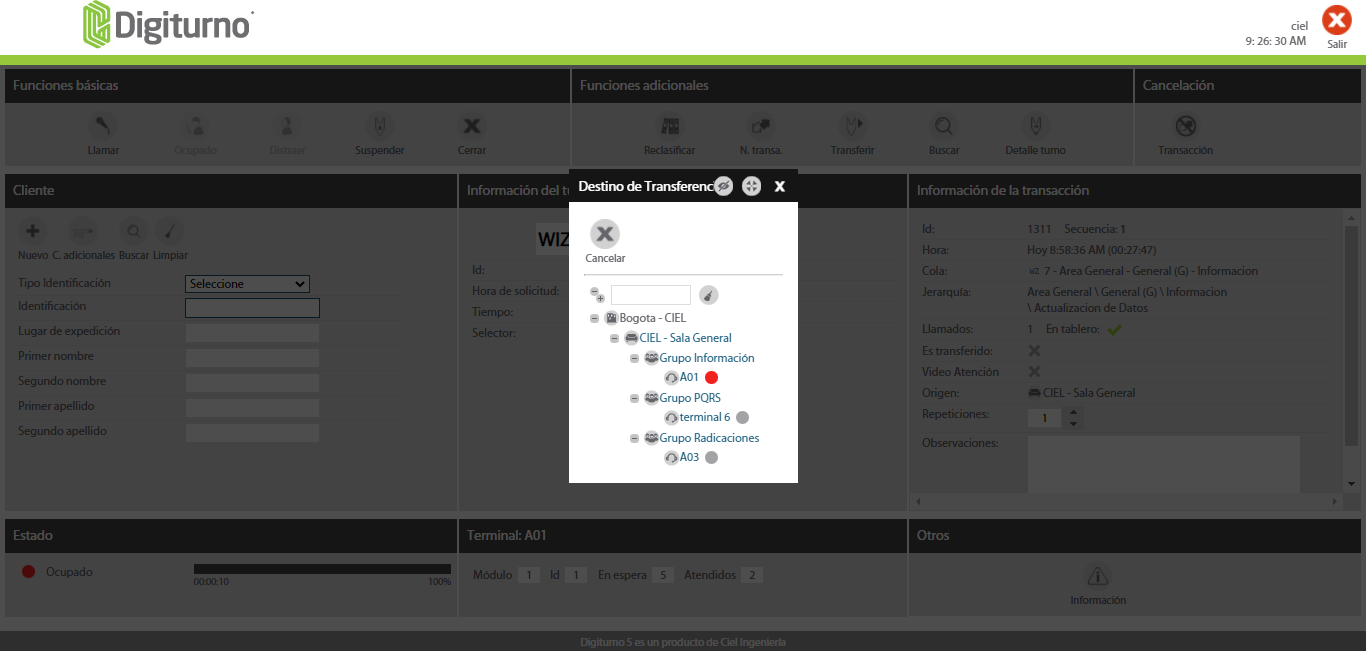 Digiturno
ciel
9: 26: 30 AM
Salir
Funciones básicas
Funciones adicionales
Cancelación
Llamar
Ocupado
Distraer
Suspender
Cerrar
Reclasificar
N. transa.
Transferir
Buscar
Detalle turno
Transacción
Cliente
Información del t
Información de la transacción
Destino de Transferenc
Nuevo
C. adicionales
Buscar
Limpiar
Tipo Identificación
Seleccione
Identificación
Lugar de expedición
Primer nombre
Segundo nombre
Primer apellido
Segundo apellido
WIZ
Id:
Hora de solicitud:
Tiempo:
Selector:
Cancelar
Bogota - CIEL
CIEL - Sala General
Grupo Información
A01
Grupo PQRS
terminal 6
Grupo Radicaciones
A03
Id: 1311 Secuencia: 1
Hora: Hoy 8:58:36 AM (00:27:47)
Cola: WZ 7 - Area General - General (G) - Informacion
Jerarquía: Area General \ General (G) \ Informacion
\ Actualizacion de Datos
Llamados: 1 En tablero:
Es transferido:
Video Atención
Origen: CIEL - Sala General
Repeticiones: 1
Observaciones:
Estado
Terminal: A01
Otros
Ocupado
00:00:10 100%
Módulo 1 Id 1 En espera 5 Atendidos 2
Información
Digiturno 5 es un producto de Ciel Ingeniería